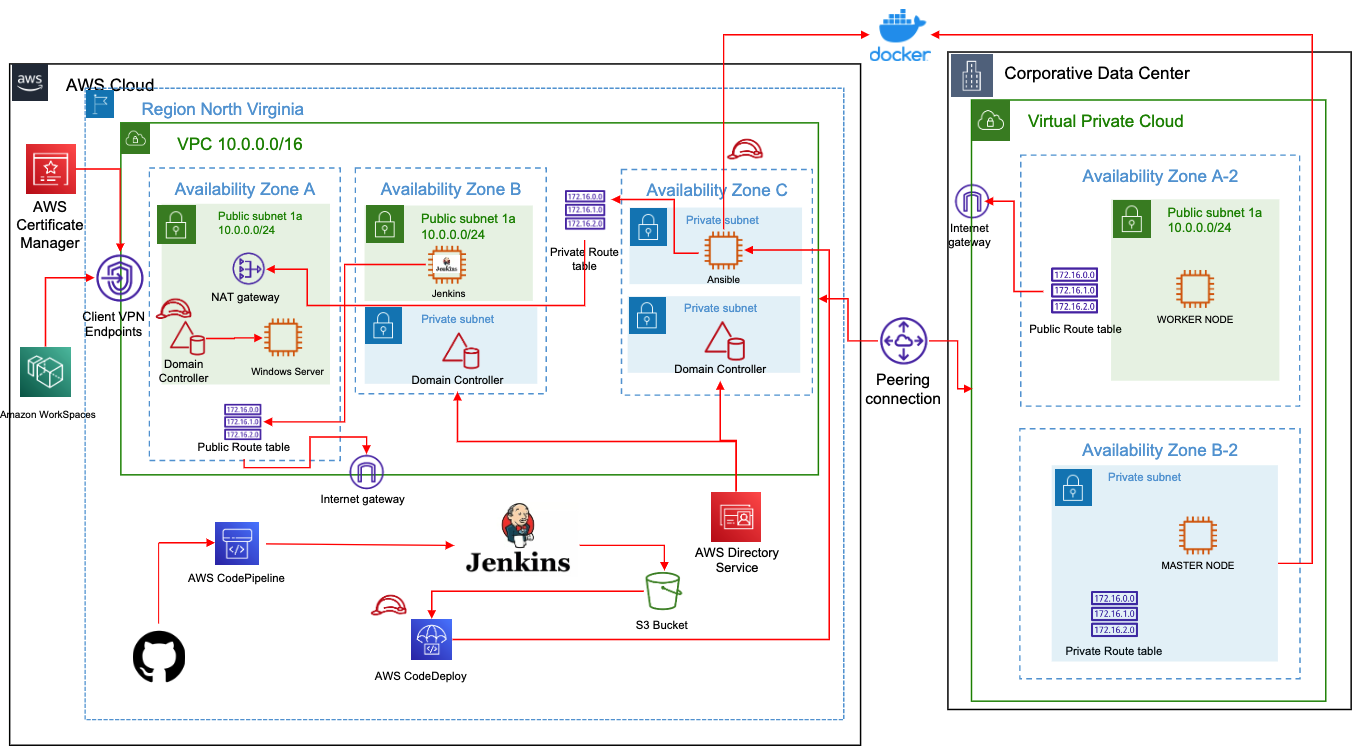 docker
aws
AWS Cloud
Region North Virginia
VPC 10.0.0.0/16
AWS
Certificate
Manager
Client VPN
Endpoints
Amazon WorkSpaces
Availability Zone A
Public subnet 1a
10.0.0.0/24
NAT gateway
Domain
Controller
Windows Server
172.16.0.0
172.16.1.0
172.16.2.0
Public Route table
Internet gateway
Availability Zone B
Public subnet 1a
10.0.0.0/24
Jenkins
Jenkins
Private subnet
Domain Controller
172.16.0.0
172.16.1.0
172.16.2.0
Private Route
table
Availability Zone C
Private subnet
Ansible
Private subnet
Domain Controller
AWS Directory
Service
AWS CodePipeline
Jenkins
S3 Bucket
AWS CodeDeploy
Peering
connection
Corporative Data Center
Virtual Private Cloud
Internet
gateway
Availability Zone A-2
Public subnet 1a
10.0.0.0/24
172.16.0.0
172.16.1.0
172.16.2.0
Public Route table
WORKER NODE
Availability Zone B-2
Private subnet
MASTER NODE
172.16.0.0
172.16.1.0
172.16.2.0
Private Route table